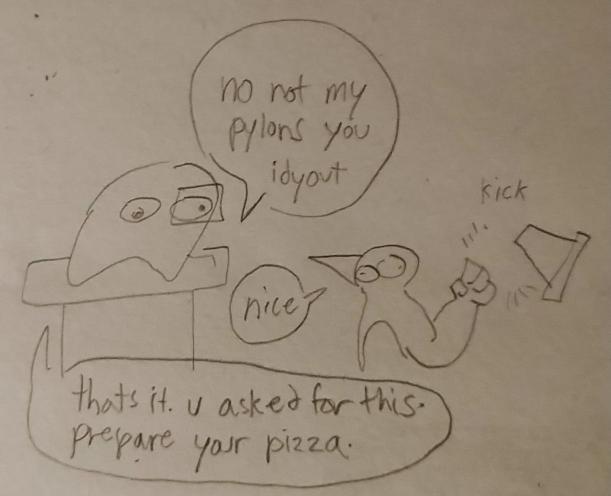 no not my
pylons you
idyout
kick
nice
thats it. u asked for this.
prepare your pizza.